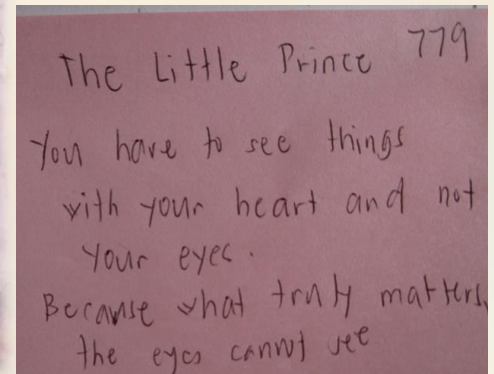 The Little Prince 779
You have to see things
with your heart and not
your eyes.
Because what truly matters,
the eyes cannot see